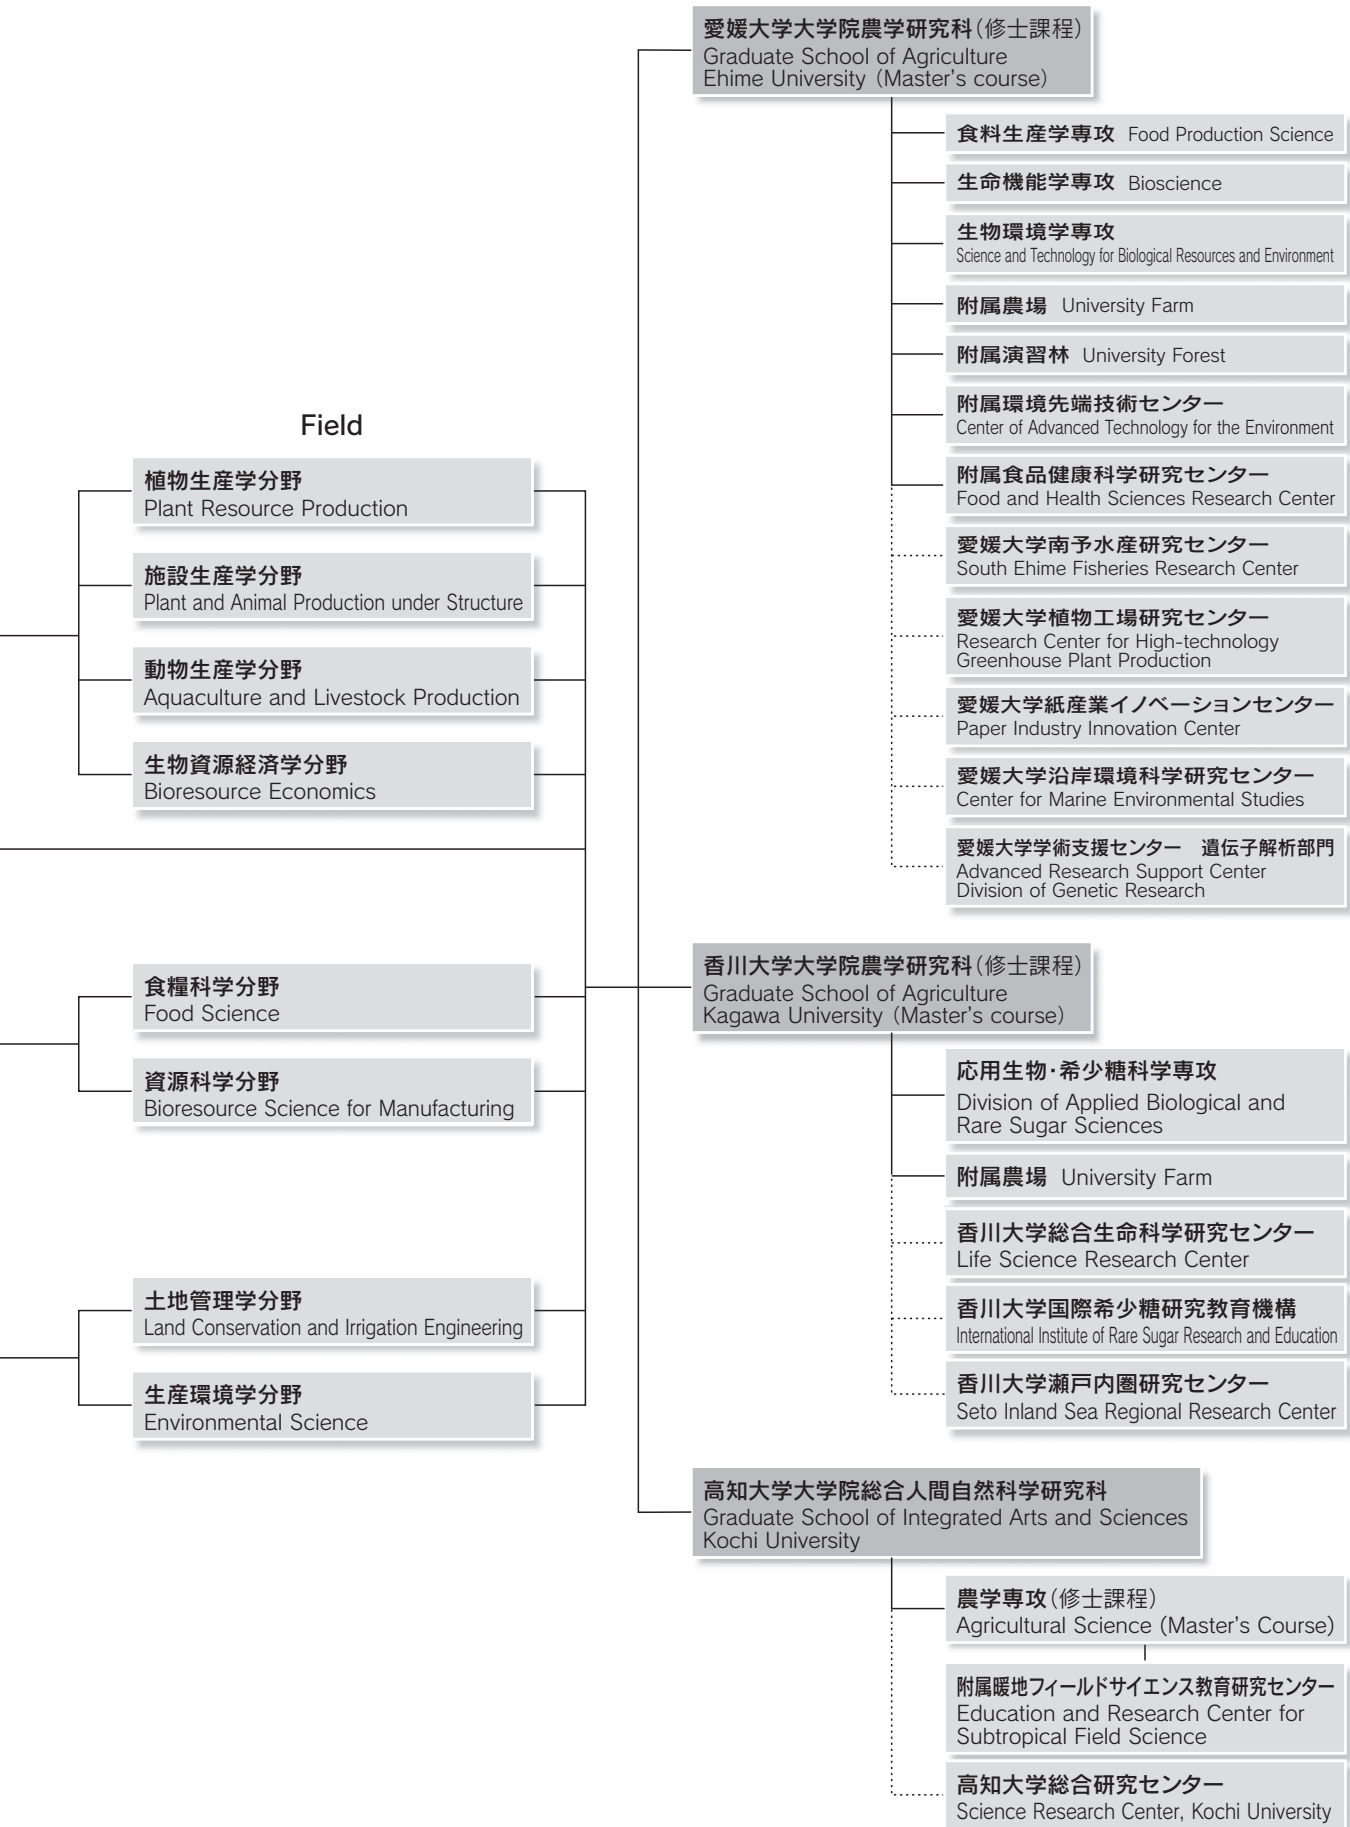 Field
植物生産学分野
Plant Resource Production
施設生産学分野
Plant and Animal Production under Structure
動物生産学分野
Aquaculture and Livestock Production
生物資源経済学分野
Bioresource Economics
食糧科学分野
Food Science
資源科学分野
Bioresource Science for Manufacturing
土地管理学分野
Land Conservation and Irrigation Engineering
生産環境学分野
Environmental Science
愛媛大学大学院農学研究科(修士課程)
Graduate School of Agriculture
Ehime University (Master's course)
食料生産学専攻 Food Production Science
生命機能学専攻 Bioscience
生物環境学専攻
Science and Technology for Biological Resources and Environment
附属農場 University Farm
附属演習林 University Forest
附属環境先端技術センター
Center of Advanced Technology for the Environment
附属食品健康科学研究センター
Food and Health Sciences Research Center
愛媛大学南予水産研究センター
South Ehime Fisheries Research Center
愛媛大学植物工場研究センター
Research Center for High-technology
Greenhouse Plant Production
愛媛大学紙産業イノベーションセンター
Paper Industry Innovation Center
愛媛大学沿岸環境科学研究センター
Center for Marine Environmental Studies
愛媛大学学術支援センター 遺伝子解析部門
Advanced Research Support Center
Division of Genetic Research
香川大学大学院農学研究科(修士課程)
Graduate School of Agriculture
Kagawa University (Master's course)
応用生物・希少糖科学専攻
Division of Applied Biological and
Rare Sugar Sciences
附属農場 University Farm
香川大学総合生命科学研究センター
Life Science Research Center
香川大学国際希少糖研究教育機構
International Institute of Rare Sugar Research and Education
香川大学瀬戸内圏研究センター
Seto Inland Sea Regional Research Center
高知大学大学院総合人間自然科学研究科
Graduate School of Integrated Arts and Sciences
Kochi University
農学専攻(修士課程)
Agricultural Science (Master's Course)
附属暖地フィールドサイエンス教育研究センター
Education and Research Center for
Subtropical Field Science
高知大学総合研究センター
Science Research Center, Kochi University